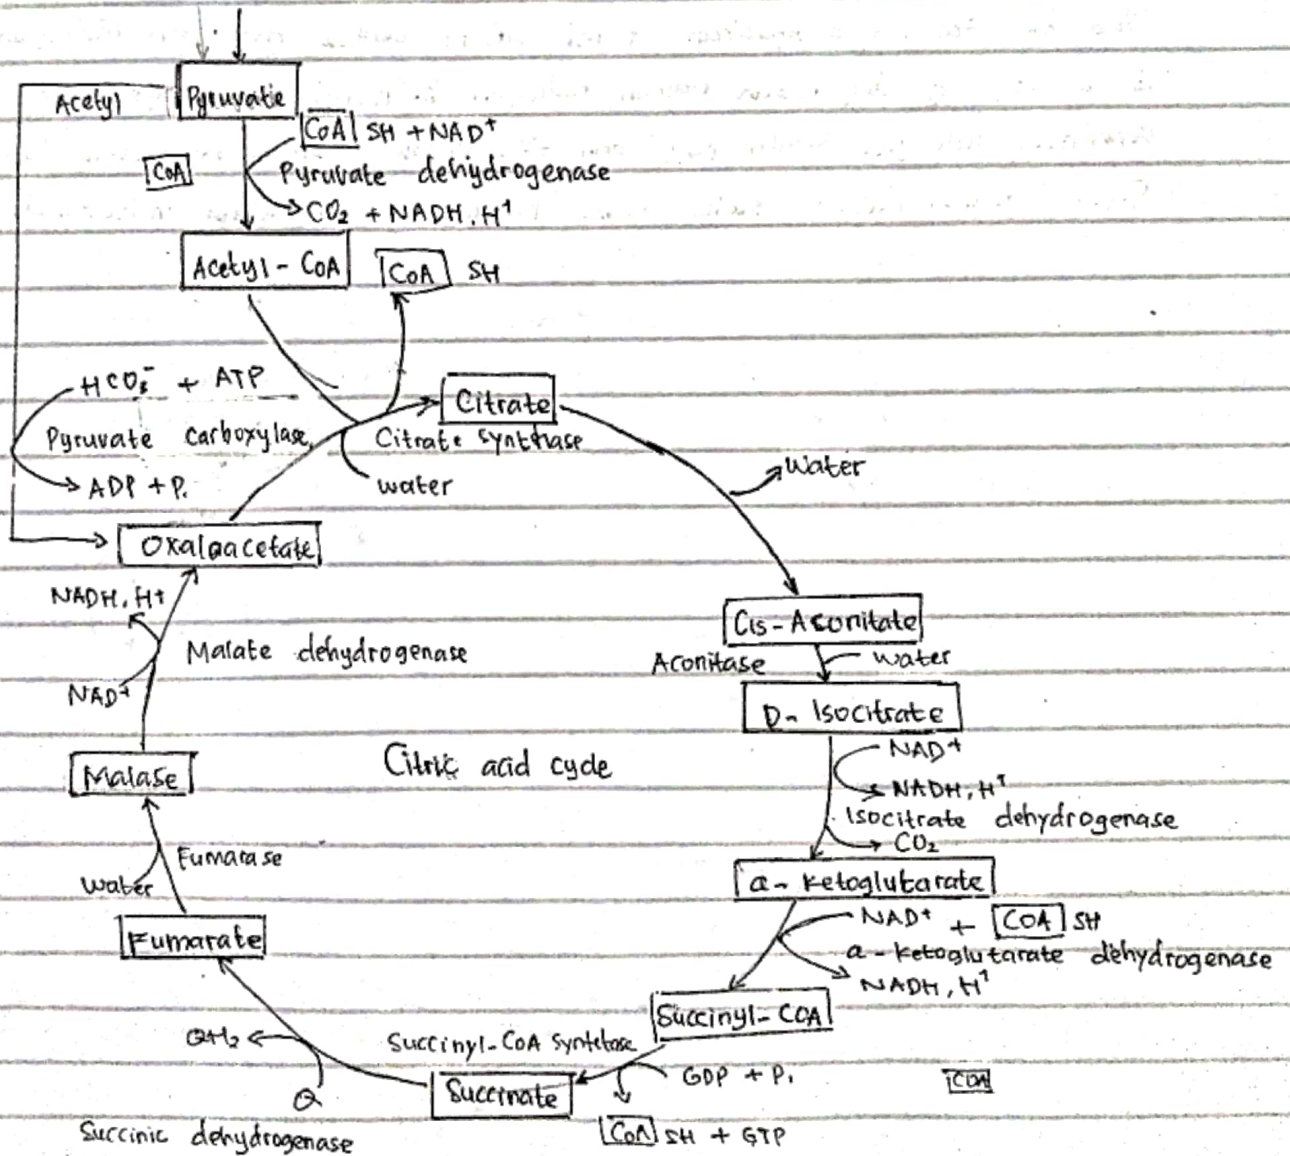 Pyruvate
Acetyl
CoA SH + NAD⁺
CoA
Pyruvate dehydrogenase
CO₂ + NADH, H⁺
Acetyl - CoA
CoA SH
HCO₃⁻ + ATP
Citrate
Pyruvate carboxylase
Citrate synthase
Water
water
ADP + Pᵢ
Oxaloacetate
NADH, H⁺
Cis - Aconitate
Malate dehydrogenase
Aconitase
water
NAD⁺
D - Isocitrate
NAD⁺
Citric acid cycle
Malase
NADH, H⁺
Isocitrate dehydrogenase
CO₂
Fumarase
water
a - ketoglutarate
NAD⁺ + COA SH
Fumarate
a - ketoglutarate dehydrogenase
NADH, H⁺
Succinyl - COA
QH₂
Succinyl - CoA Syntetase
GDP + Pᵢ
COA
Succinate
Q
Succinic dehydrogenase
CoA SH + GTP